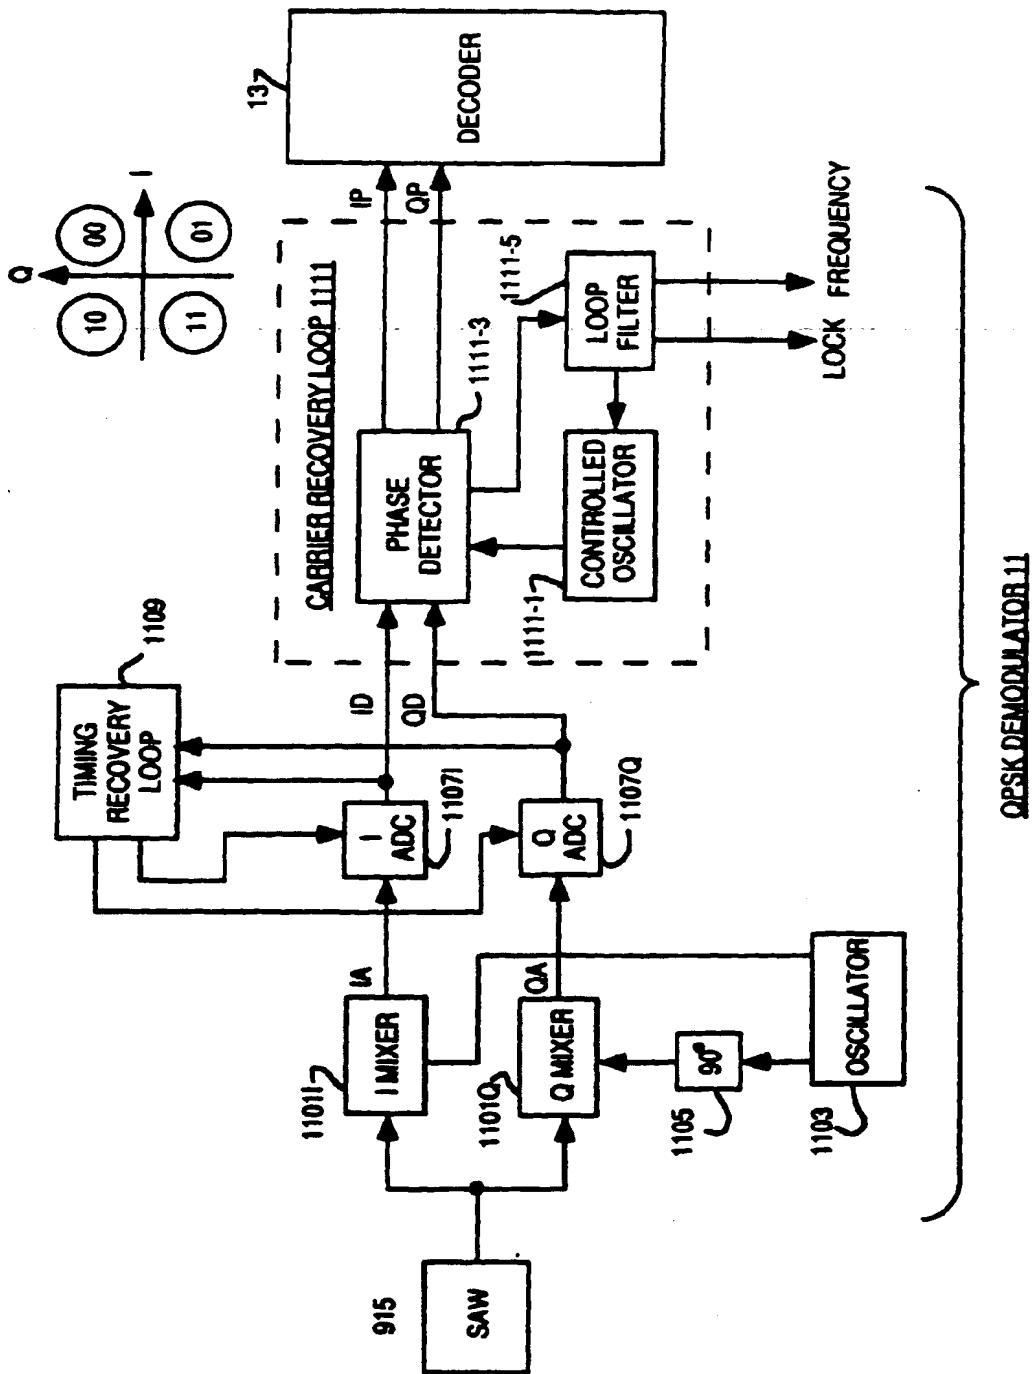 915
SAW
1101I
I MIXER
IA
1101Q
Q MIXER
QA
1105
90°
1103
OSCILLATOR
TIMING
RECOVERY
LOOP
1109
I
ADC
1107I
Q
ADC
1107Q
ID
QD
CARRIER RECOVERY LOOP 1111
PHASE
DETECTOR
1111-3
1111-1
CONTROLLED
OSCILLATOR
LOOP
FILTER
1111-5
LOCK
FREQUENCY
Q
I
10
00
11
01
IP
QP
13
DECODER
QPSK DEMODULATOR 11